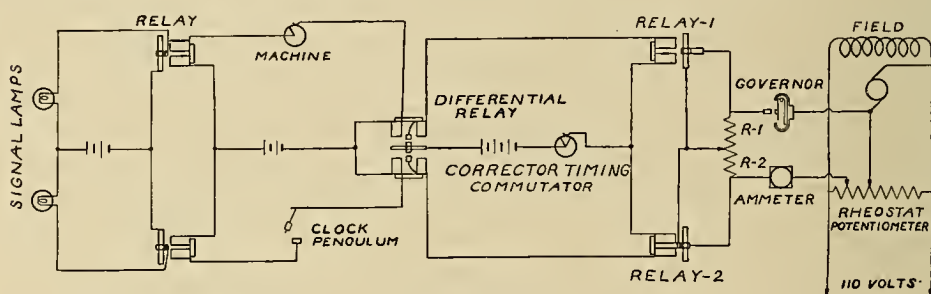 RELAY
MACHINE
SIGNAL LAMPS
DIFFERENTIAL
RELAY
CLOCK
PENOULUM
CORRECTOR TIMING
COMMUTATOR
RELAY-1
RELAY-2
R-1
R-2
FIELD
GOVERNOR
AMMETER
RHEOSTAT
POTENTIOMETER
110 VOLTS